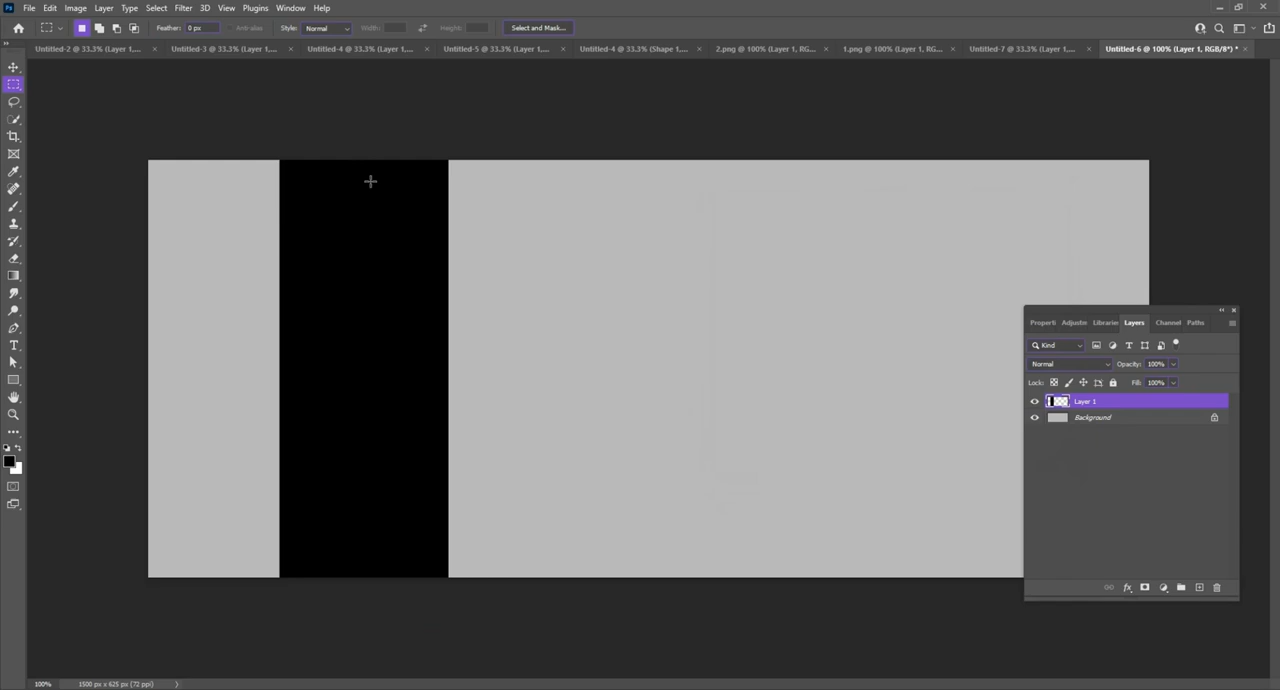 Ps File Edit Image Layer Type Select Filter 3D View Plugins Window Help
Feather: 0 px Anti-alias Style: Normal Width: Height: Select and Mask...
Untitled-2 @ 33.3% (Layer 1,... × Untitled-3 @ 33.3% (Layer 1,... × Untitled-4 @ 33.3% (Layer 1,... × Untitled-5 @ 33.3% (Layer 1,... × Untitled-4 @ 33.3% (Shape 1,... × 2.png @ 100% (Layer 1, RG... × 1.png @ 100% (Layer 1, RG... × Untitled-7 @ 33.3% (Layer 1,... × Untitled-6 @ 100% (Layer 1, RGB/8*) * ×
Properti Adjustm Librarie Layers Channel Paths
Kind
Normal Opacity: 100%
Lock: Fill: 100%
Layer 1
Background
fx
100% 1500 px x 625 px (72 ppi)